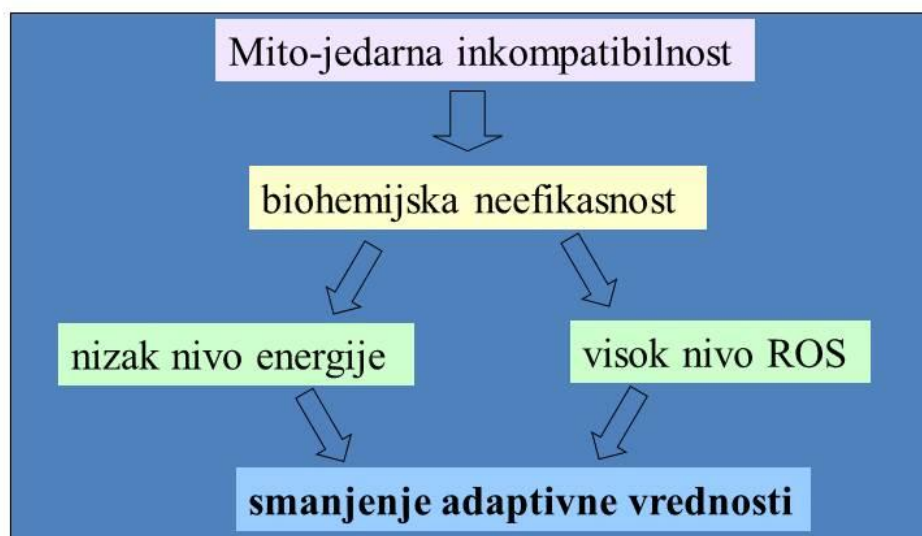 Mito-jedarna inkompatibilnost
biohemijska neefikasnost
nizak nivo energije
visok nivo ROS
smanjenje adaptivne vrednosti